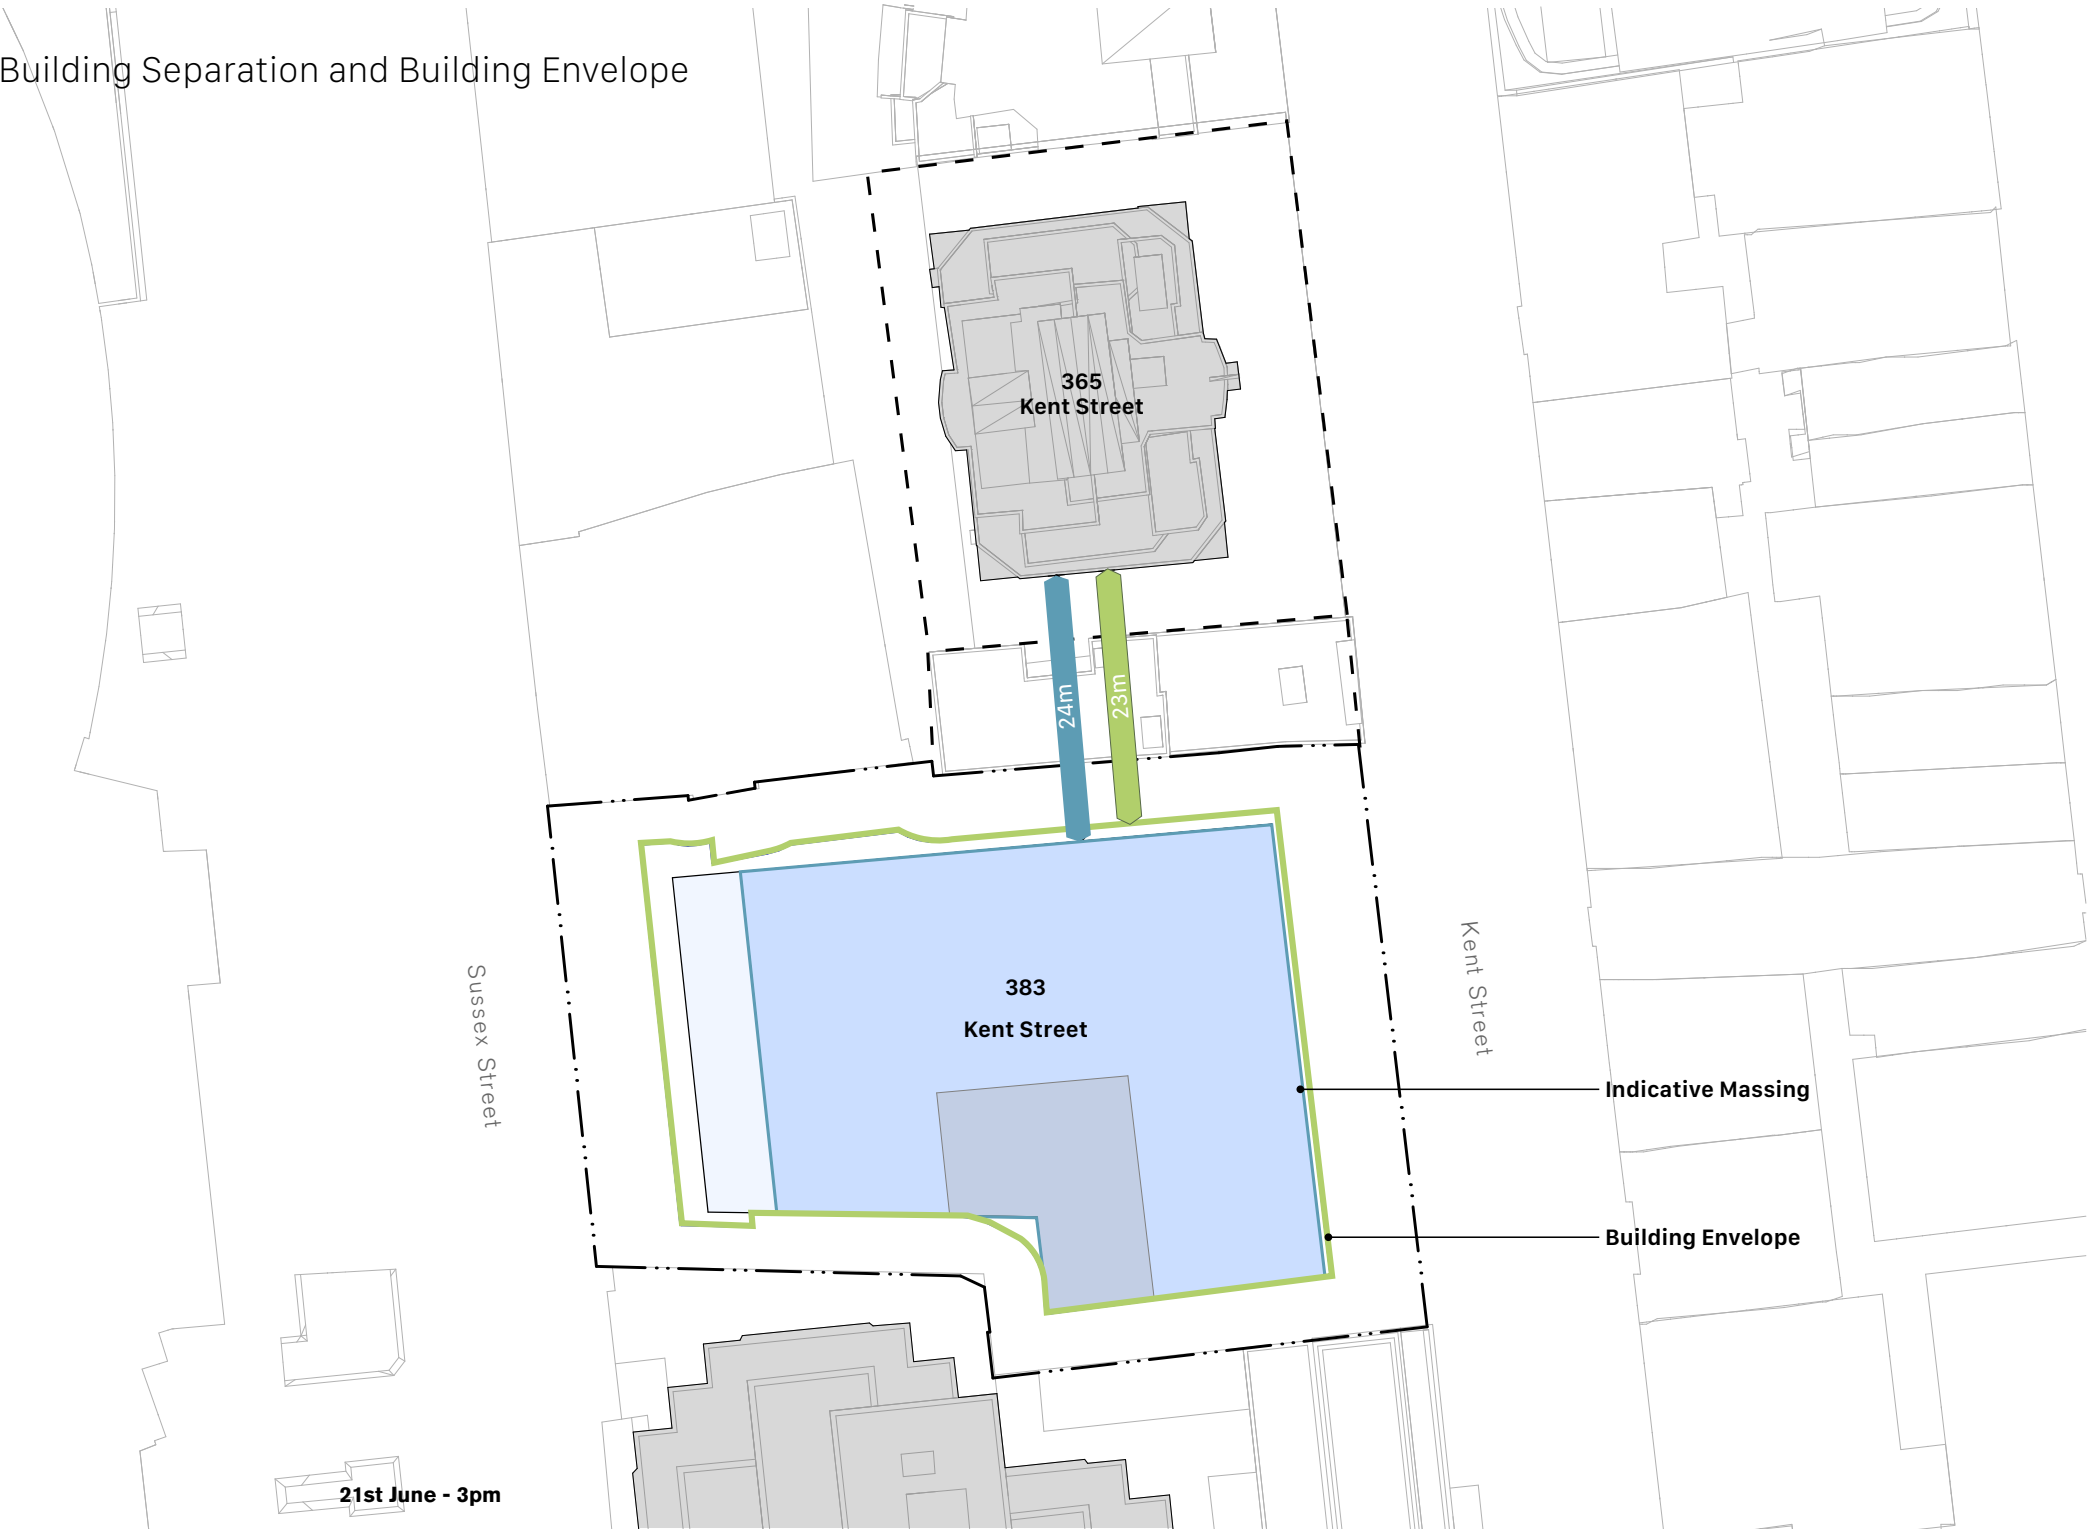 Building Separation and Building Envelope
365
Kent Street
24m
23m
383
Kent Street
Sussex Street
Kent Street
Indicative Massing
Building Envelope
21st June - 3pm